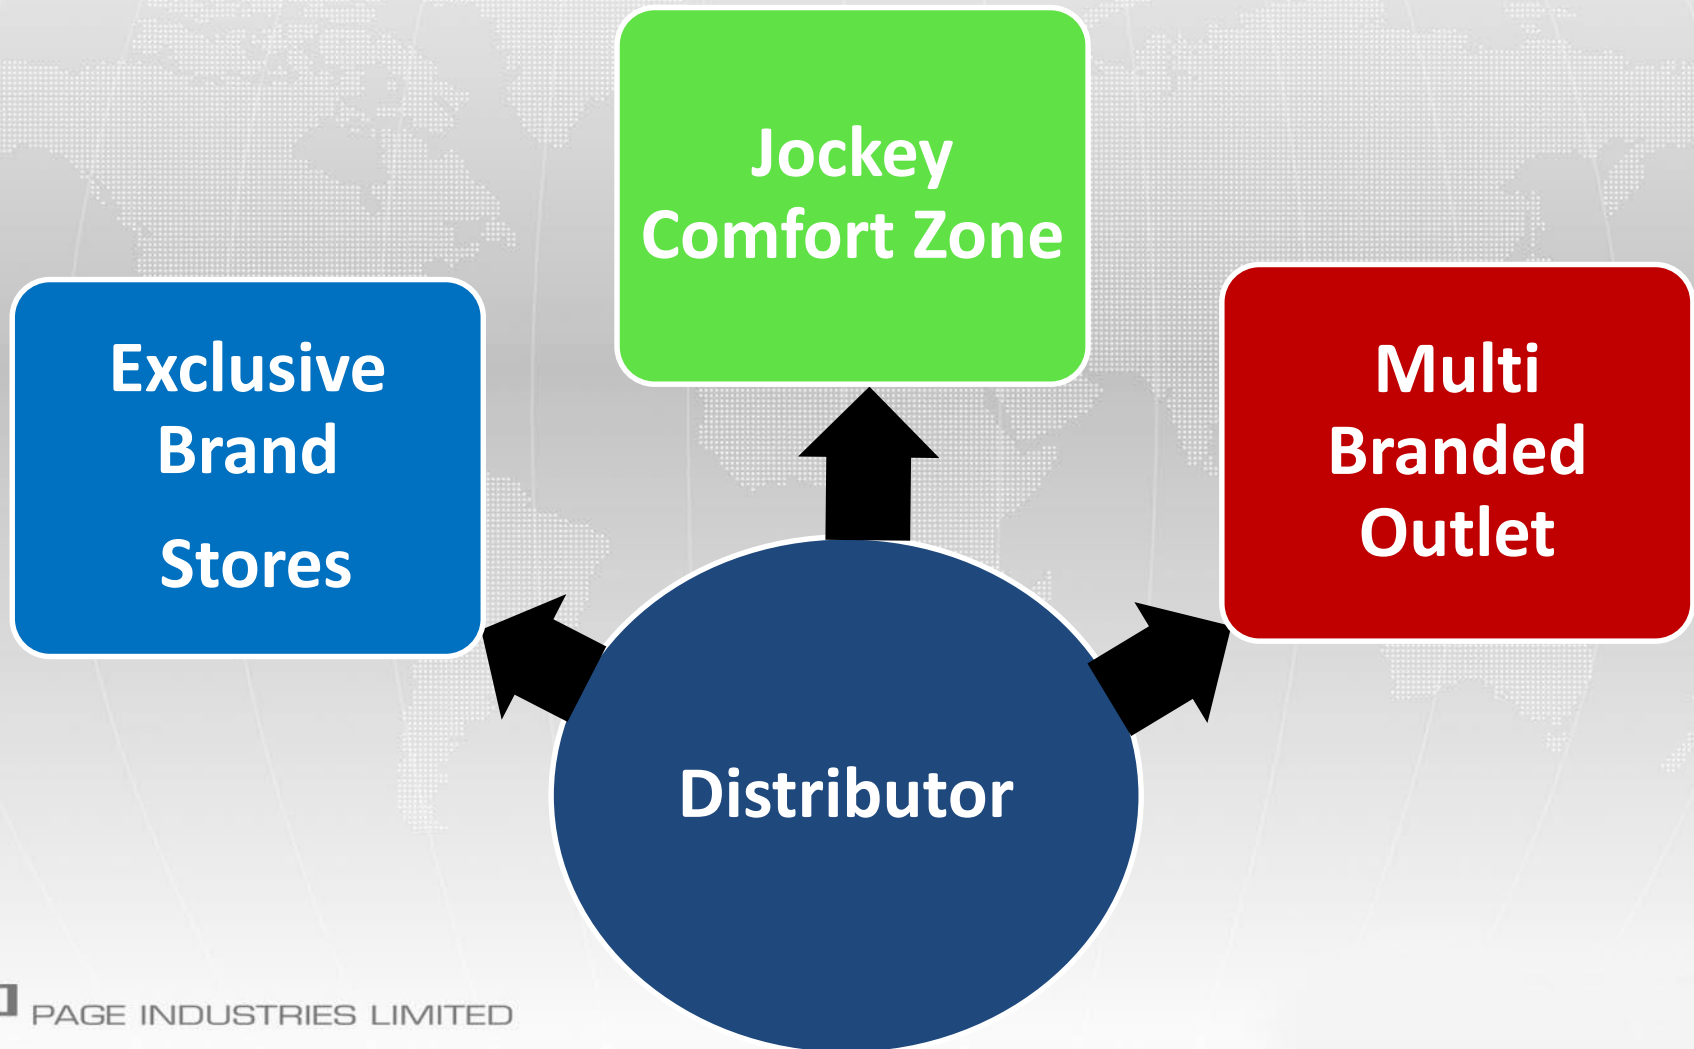 Jockey
Comfort Zone
Exclusive
Brand
Stores
Multi
Branded
Outlet
Distributor
PAGE INDUSTRIES LIMITED